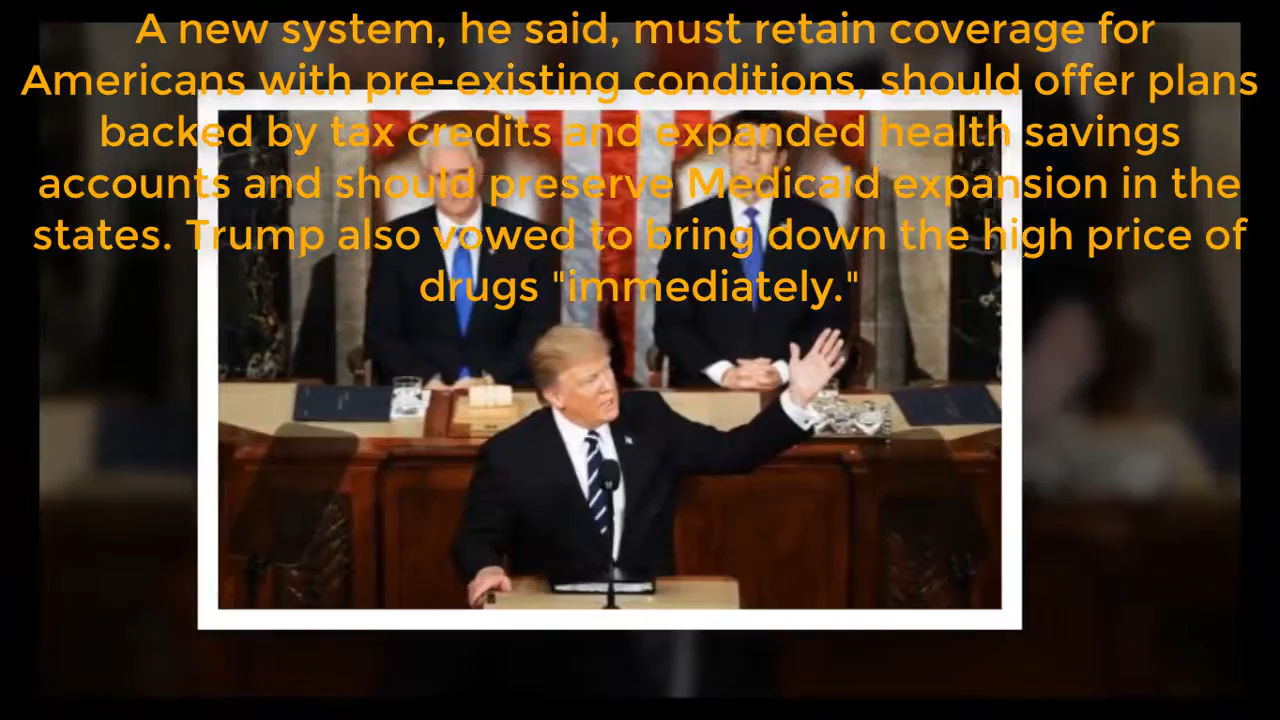 A new system, he said, must retain coverage for
Americans with pre-existing conditions, should offer plans
backed by tax credits and expanded health savings
accounts and should preserve Medicaid expansion in the
states. Trump also vowed to bring down the high price of
drugs "immediately."